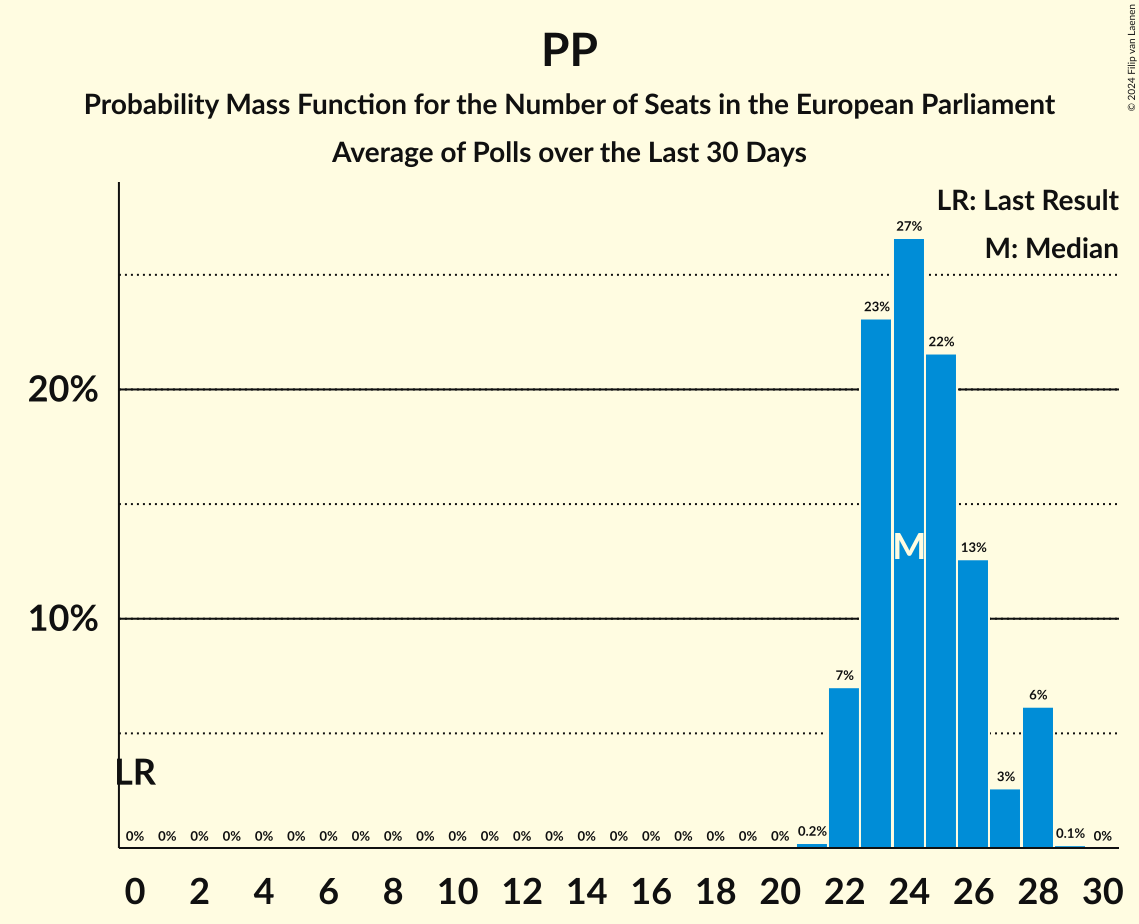 PP
Probability Mass Function for the Number of Seats in the European Parliament
Average of Polls over the Last 30 Days
© 2024 Filip van Laenen
LR: Last Result
M: Median
27%
23%
22%
20%
M
13%
10%
7%
6%
3%
LR
0% 0% 0% 0% 0% 0% 0% 0% 0% 0% 0% 0% 0% 0% 0% 0% 0% 0% 0% 0% 0% 0.2% 0.1% 0%
0 2 4 6 8 10 12 14 16 18 20 22 24 26 28 30